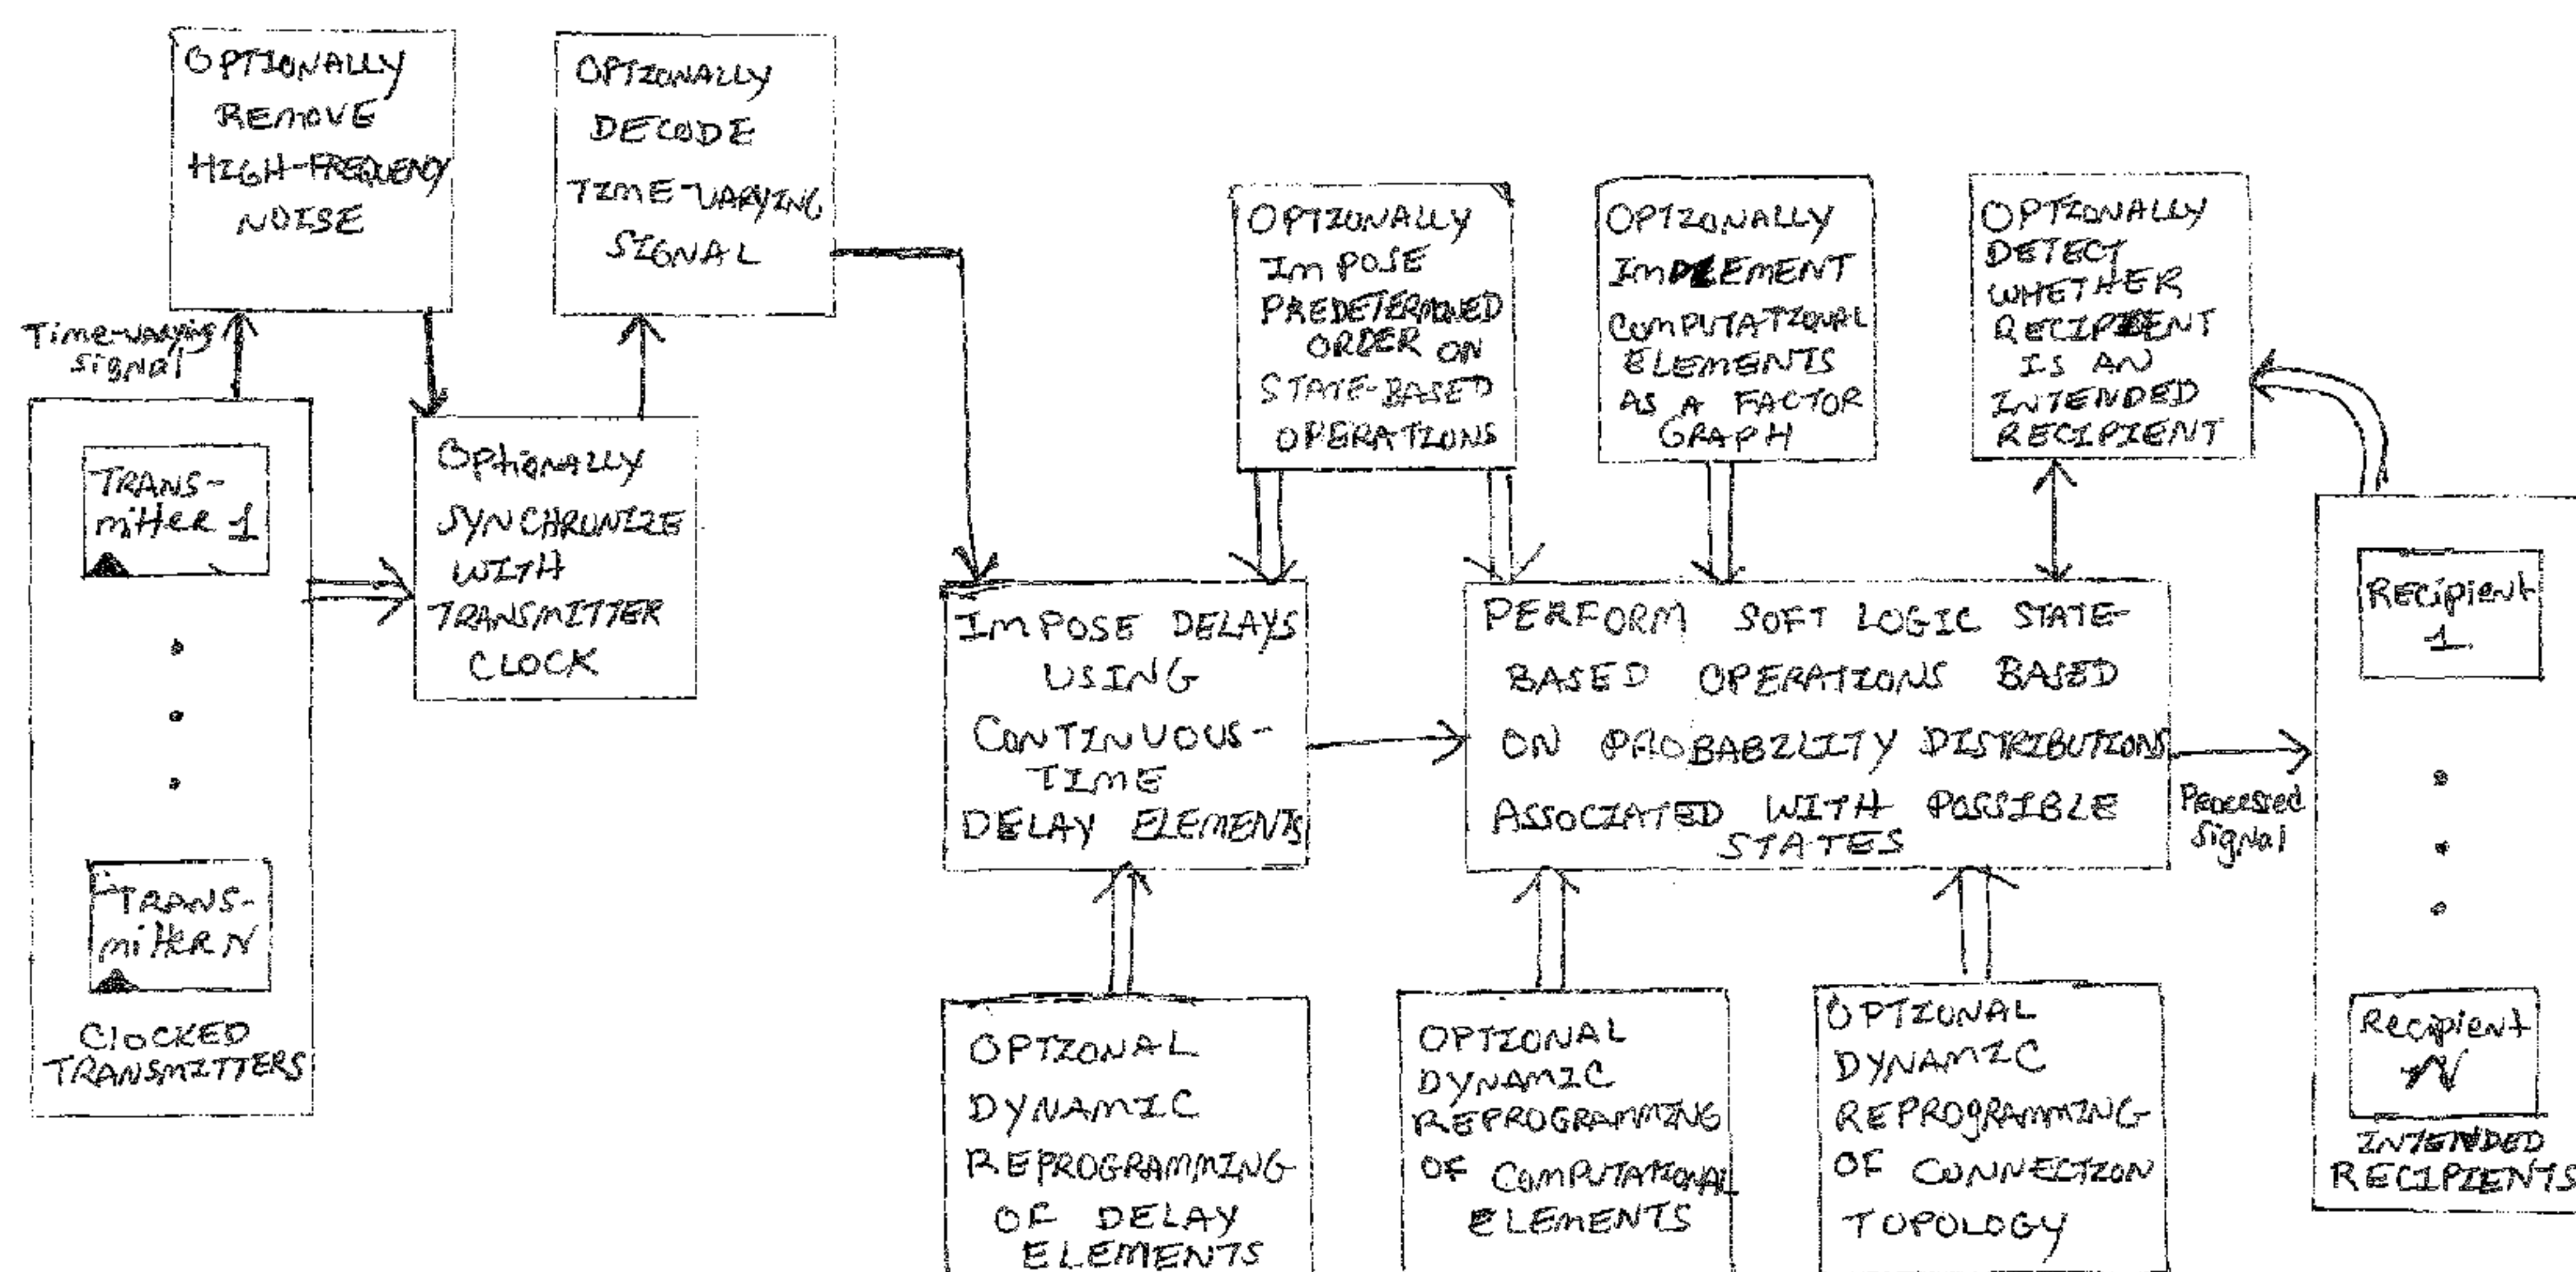 OPTIONALLY
REMOVE
HIGH-FREQUENCY
NOISE
OPTIONALLY
DECODE
TIME-VARYING
SIGNAL
Time-varying
signal
TRANS-
mitter 1
TRANS-
mitter N
CLOCKED
TRANSMITTERS
Optionally
SYNCHRONIZE
WITH
TRANSMITTER
CLOCK
OPTIONALLY
IMPOSE
PREDETERMINED
ORDER ON
STATE-BASED
OPERATIONS
OPTIONALLY
IMPLEMENT
COMPUTATIONAL
ELEMENTS
AS A FACTOR
GRAPH
OPTIONALLY
DETECT
WHETHER
RECIPIENT
IS AN
INTENDED
RECIPIENT
IMPOSE DELAYS
USING
CONTINUOUS-
TIME
DELAY ELEMENTS
PERFORM SOFT LOGIC STATE-
BASED OPERATIONS BASED
ON PROBABILITY DISTRIBUTIONS
ASSOCIATED WITH POSSIBLE
STATES
Processed
Signal
Recipient
1
Recipient
N
INTENDED
RECIPIENTS
OPTIONAL
DYNAMIC
REPROGRAMMING
OF DELAY
ELEMENTS
OPTIONAL
DYNAMIC
REPROGRAMMING
OF COMPUTATIONAL
ELEMENTS
OPTIONAL
DYNAMIC
REPROGRAMMING
OF CONNECTION
TOPOLOGY